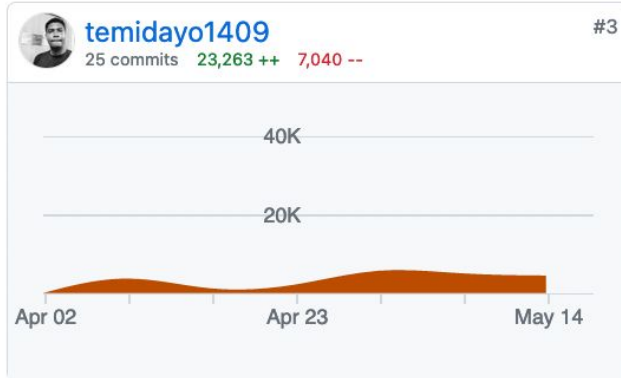 temidayo1409 #3
25 commits 23,263 ++ 7,040 --
40K
20K
Apr 02 Apr 23 May 14